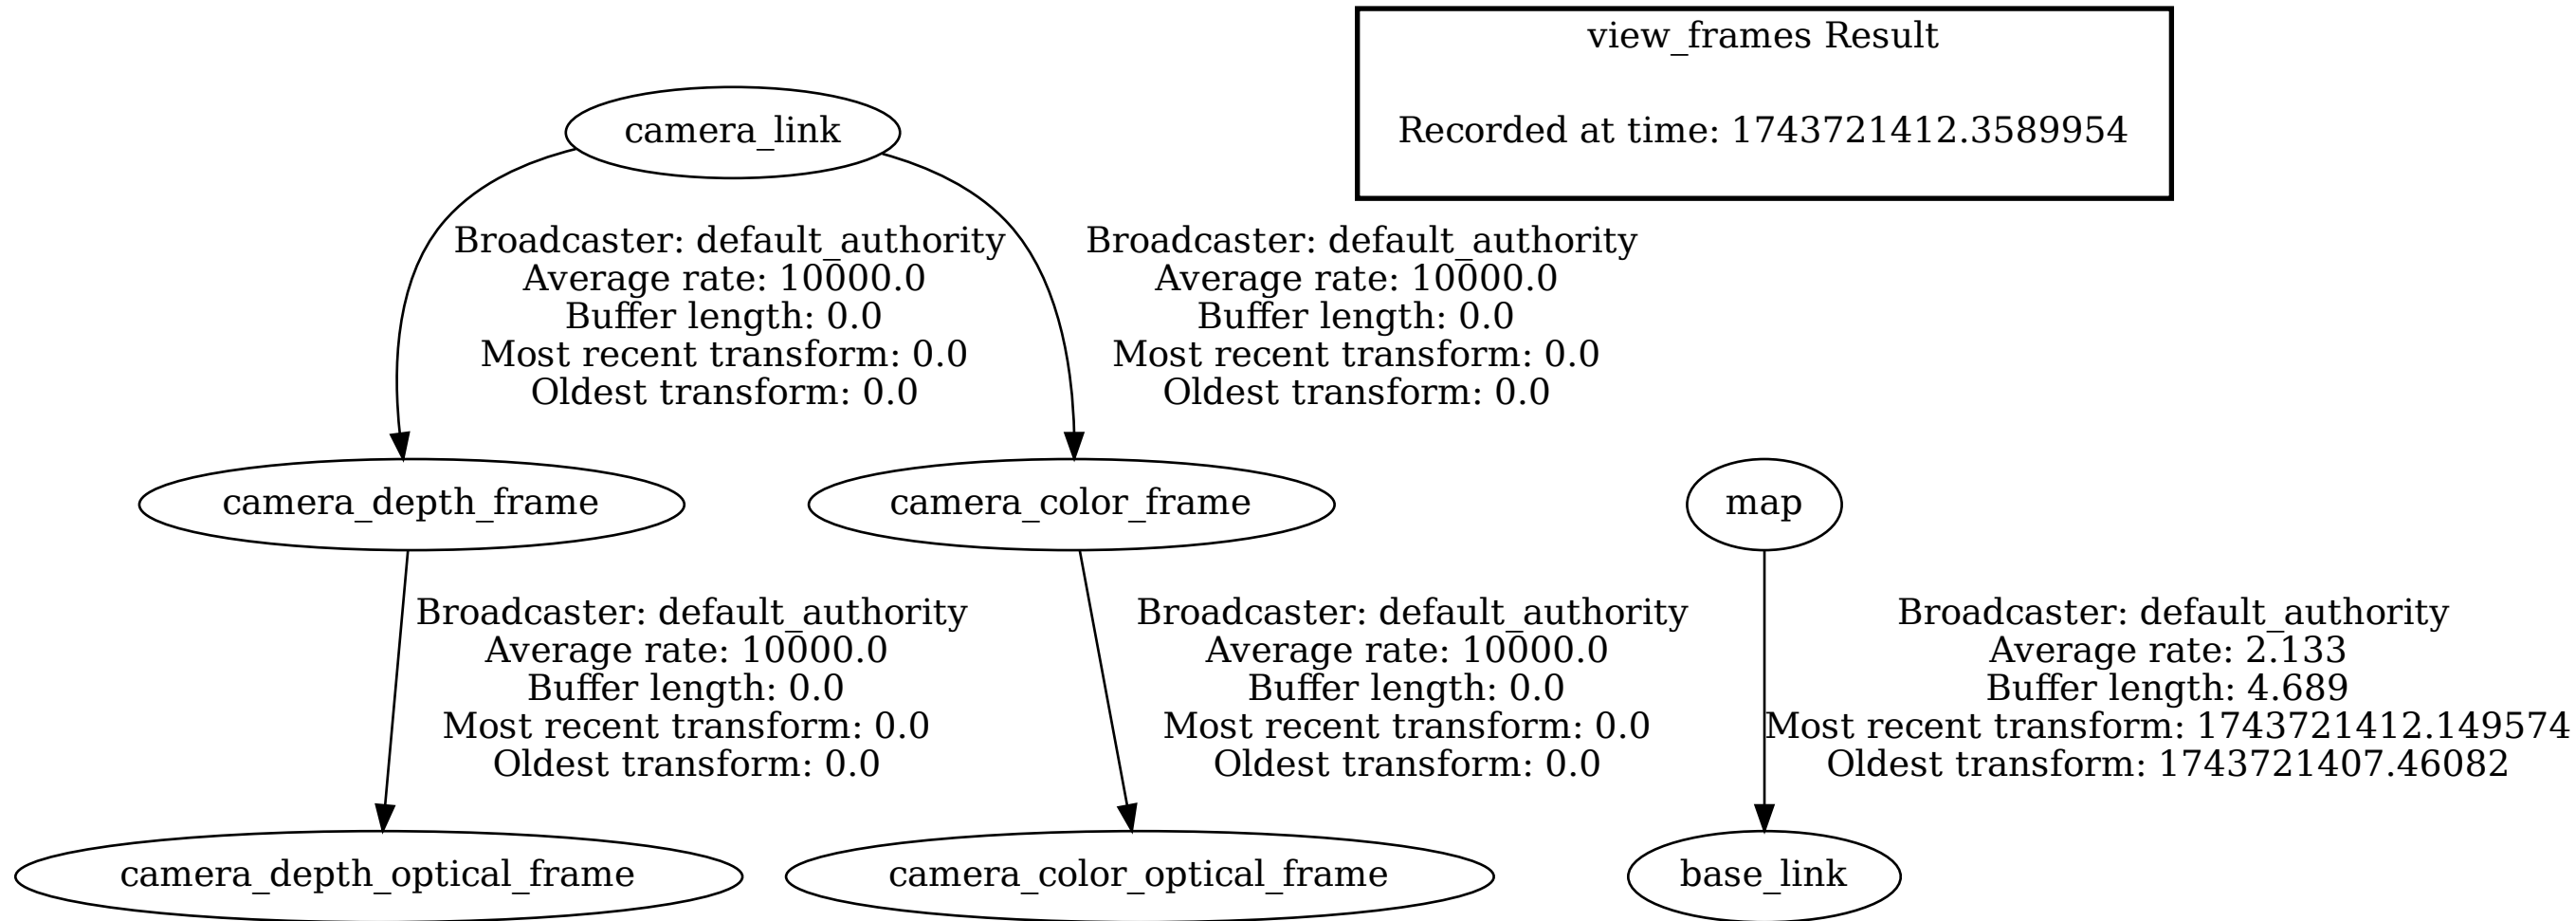 view_frames Result
Recorded at time: 1743721412.3589954
camera_link
Broadcaster: default_authority
Average rate: 10000.0
Buffer length: 0.0
Most recent transform: 0.0
Oldest transform: 0.0
Broadcaster: default_authority
Average rate: 10000.0
Buffer length: 0.0
Most recent transform: 0.0
Oldest transform: 0.0
camera_depth_frame
camera_color_frame
map
Broadcaster: default_authority
Average rate: 10000.0
Buffer length: 0.0
Most recent transform: 0.0
Oldest transform: 0.0
Broadcaster: default_authority
Average rate: 10000.0
Buffer length: 0.0
Most recent transform: 0.0
Oldest transform: 0.0
Broadcaster: default_authority
Average rate: 2.133
Buffer length: 4.689
Most recent transform: 1743721412.149574
Oldest transform: 1743721407.46082
camera_depth_optical_frame
camera_color_optical_frame
base_link